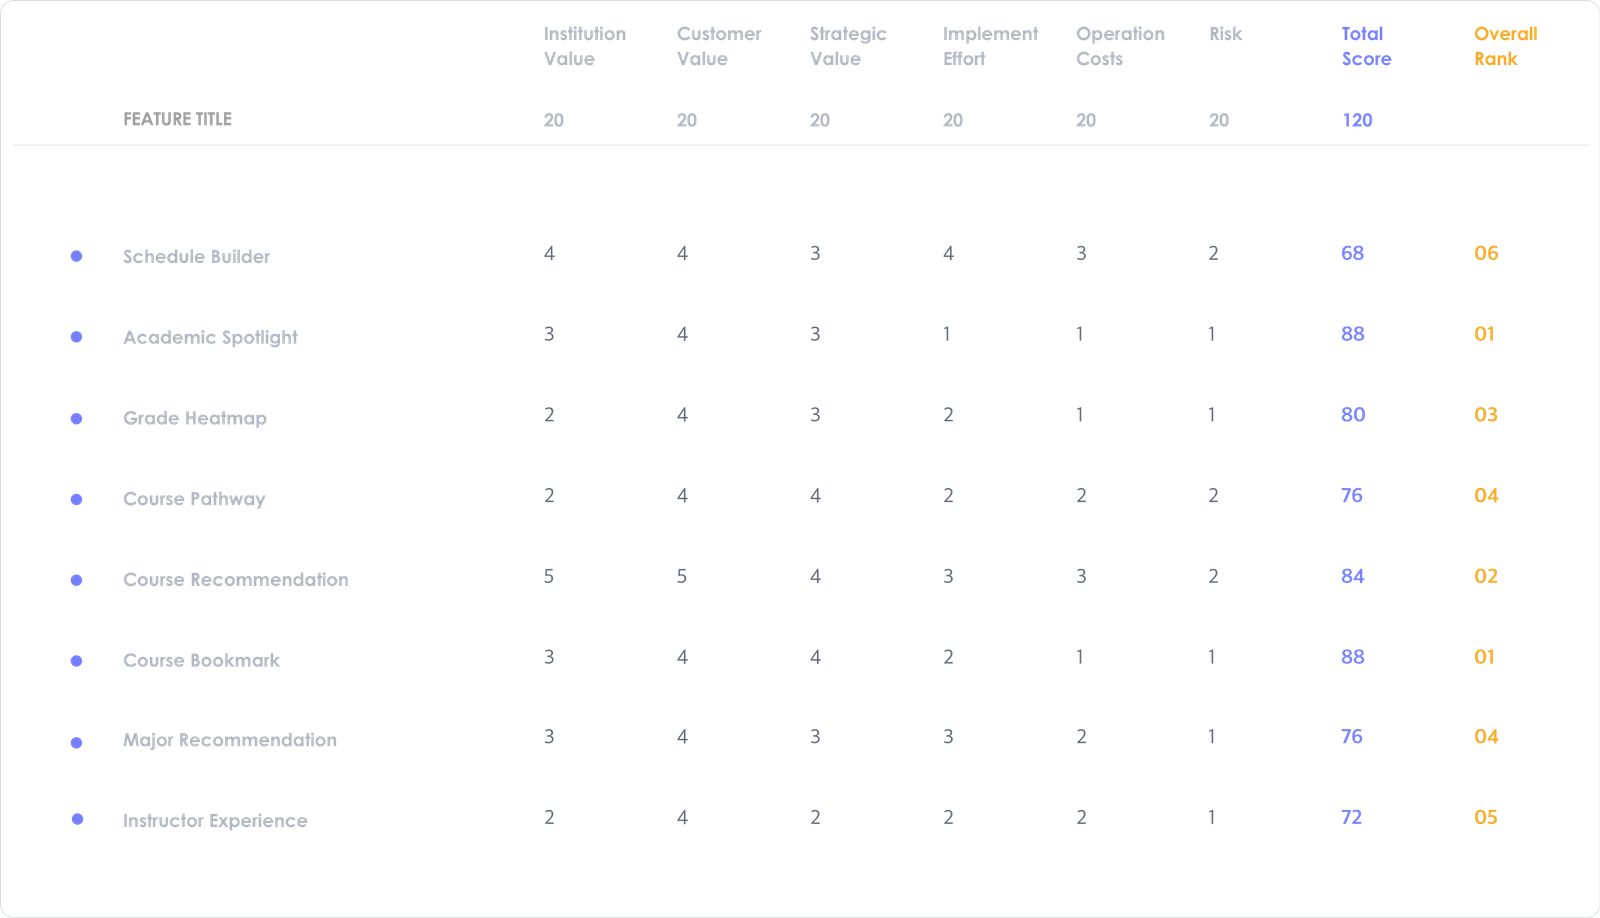 Institution Value Customer Value Strategic Value Implement Effort Operation Costs Risk Total Score Overall Rank
FEATURE TITLE 20 20 20 20 20 20 120
Schedule Builder 4 4 3 4 3 2 68 06
Academic Spotlight 3 4 3 1 1 1 88 01
Grade Heatmap 2 4 3 2 1 1 80 03
Course Pathway 2 4 4 2 2 2 76 04
Course Recommendation 5 5 4 3 3 2 84 02
Course Bookmark 3 4 4 2 1 1 88 01
Major Recommendation 3 4 3 3 2 1 76 04
Instructor Experience 2 4 2 2 2 1 72 05